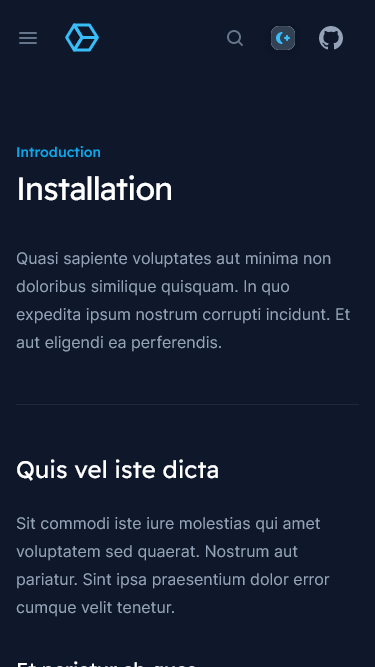 Introduction
Installation
Quasi sapiente voluptates aut minima non
doloribus similique quisquam. In quo
expedita ipsum nostrum corrupti incidunt. Et
aut eligendi ea perferendis.
Quis vel iste dicta
Sit commodi iste iure molestias qui amet
voluptatem sed quaerat. Nostrum aut
pariatur. Sint ipsa praesentium dolor error
cumque velit tenetur.